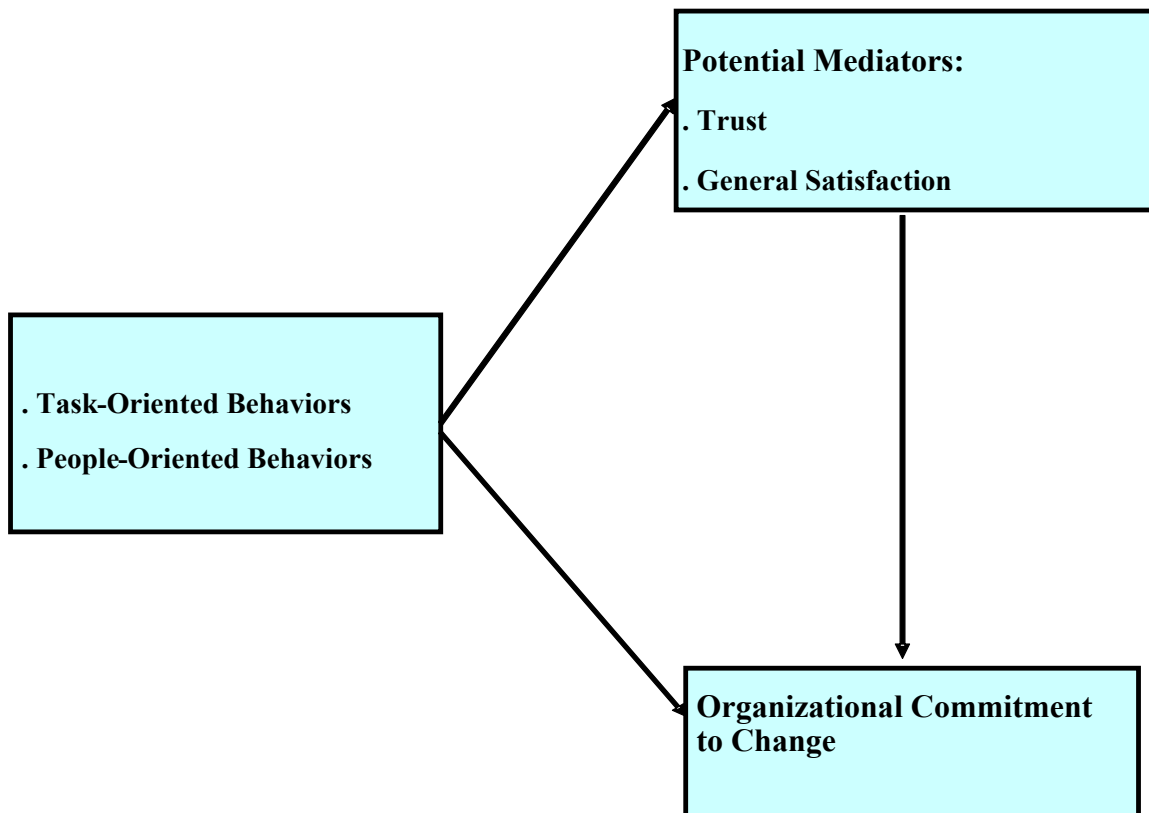 Potential Mediators:
. Trust
. General Satisfaction
. Task-Oriented Behaviors
. People-Oriented Behaviors
Organizational Commitment
to Change